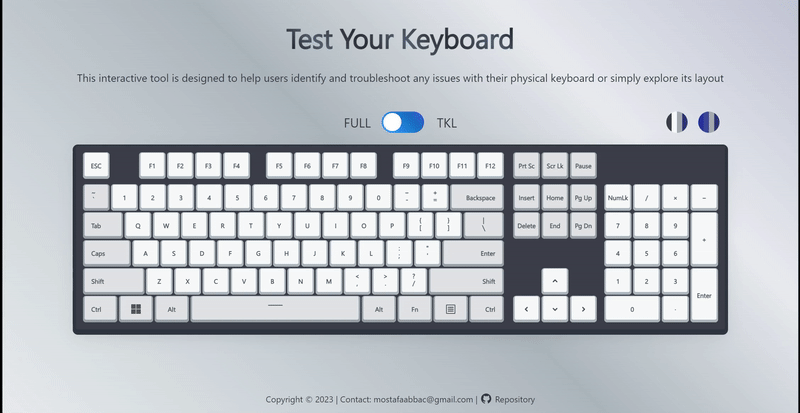 Test Your Keyboard
This interactive tool is designed to help users identify and troubleshoot any issues with their physical keyboard or simply explore its layout
FULL TKL
ESC F1 F2 F3 F4 F5 F6 F7 F8 F9 F10 F11 F12 Prt Sc Scr Lk Pause
~ ` 1 2 3 4 5 6 7 8 9 0 _ - + = Backspace Insert Home Pg Up NumLk / × −
Tab Q W E R T Y U I O P { [ } ] | \ Delete End Pg Dn 7 8 9 +
Caps A S D F G H J K L : ; " ' Enter 4 5 6
Shift Z X C V B N M < , > . ? / Shift 1 2 3 Enter
Ctrl Alt Alt Fn Ctrl 0 .
Copyright © 2023 | Contact: mostafaabbac@gmail.com | Repository